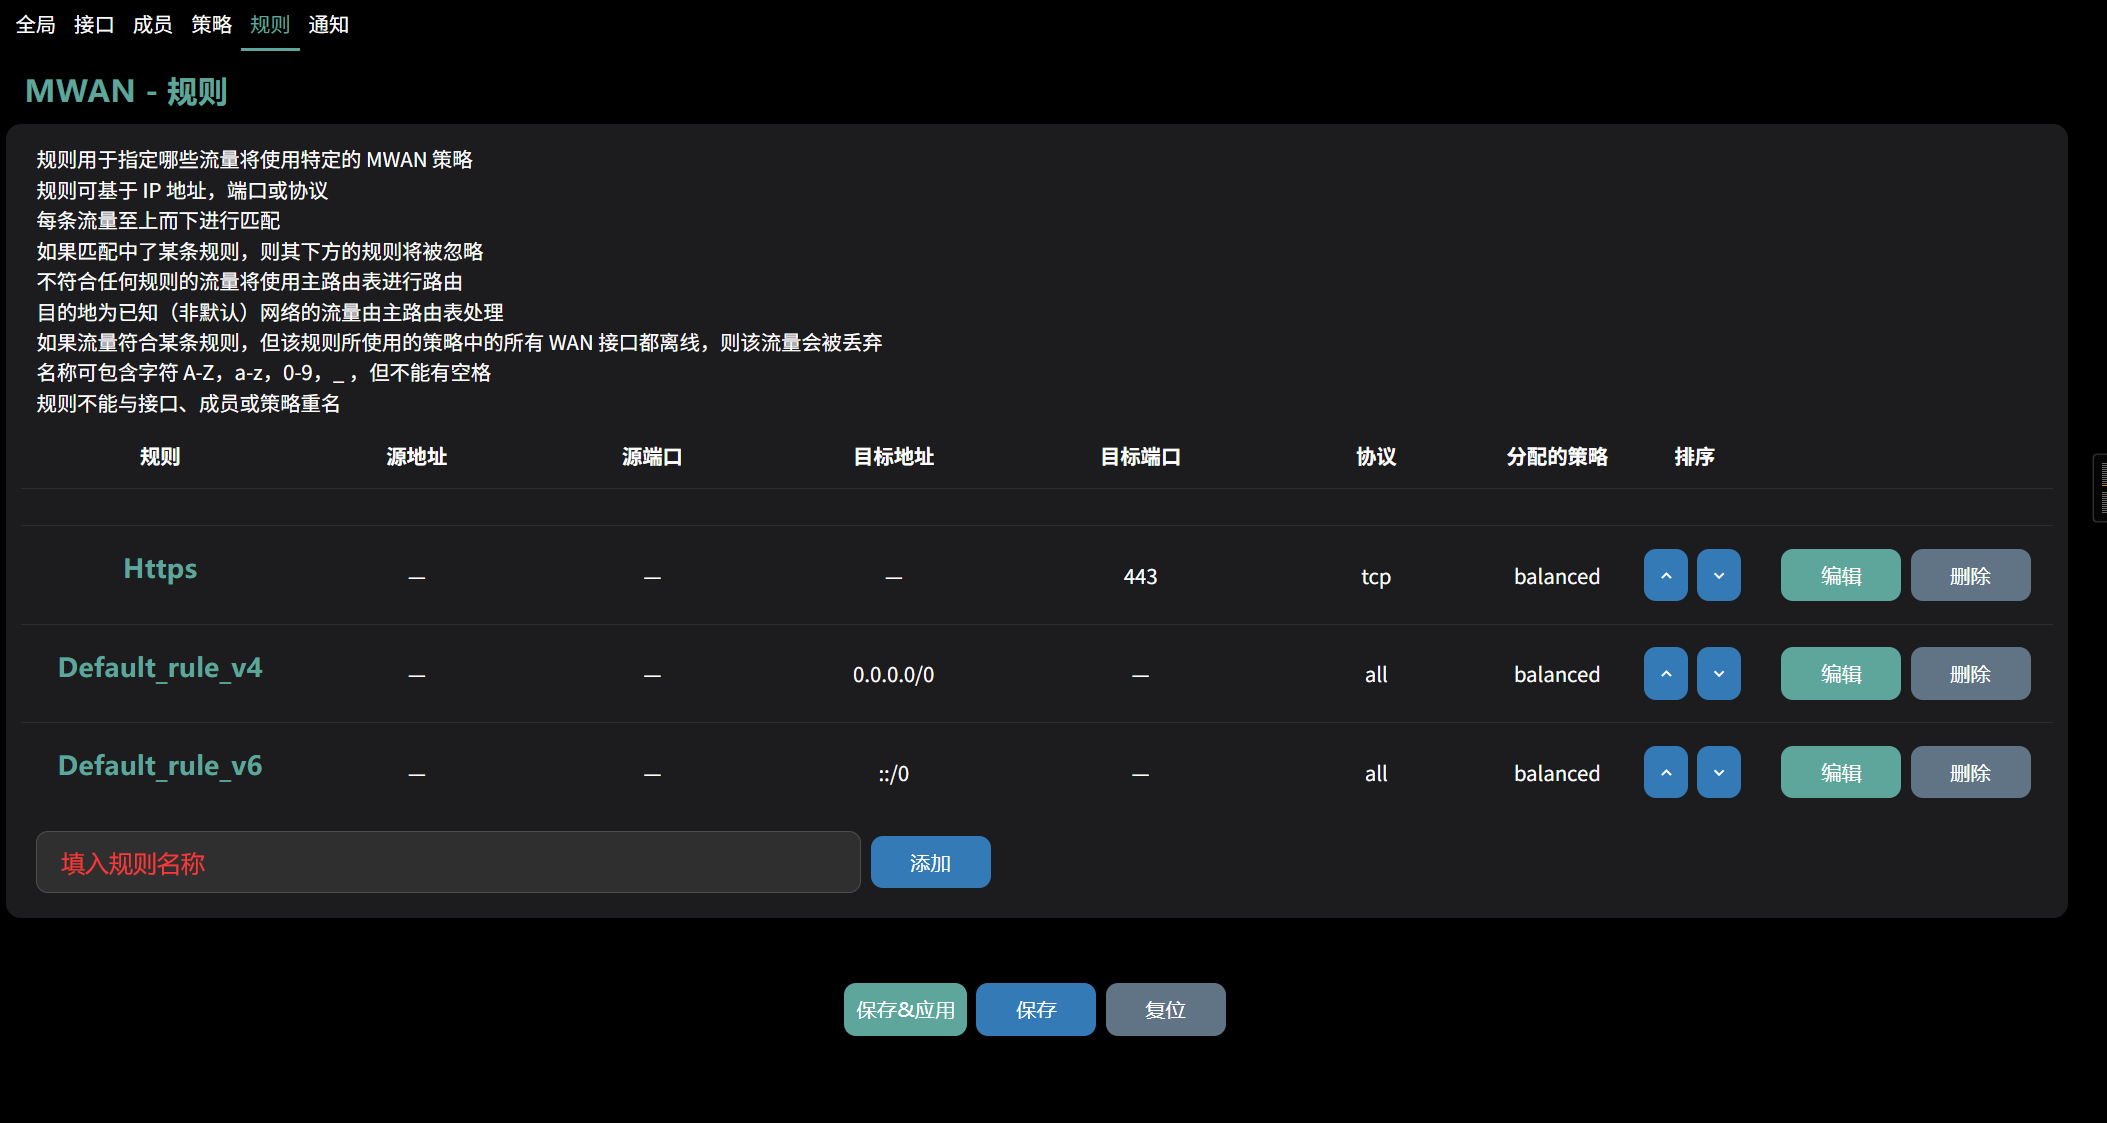 全局 接口 成员 策略 规则 通知
MWAN - 规则
规则用于指定哪些流量将使用特定的 MWAN 策略
规则可基于 IP 地址，端口或协议
每条流量至上而下进行匹配
如果匹配中了某条规则，则其下方的规则将被忽略
不符合任何规则的流量将使用主路由表进行路由
目的地为已知（非默认）网络的流量由主路由表处理
如果流量符合某条规则，但该规则所使用的策略中的所有 WAN 接口都离线，则该流量会被丢弃
名称可包含字符 A-Z，a-z，0-9，_ ，但不能有空格
规则不能与接口、成员或策略重名
规则 源地址 源端口 目标地址 目标端口 协议 分配的策略 排序
Https — — — 443 tcp balanced 编辑 删除
Default_rule_v4 — — 0.0.0.0/0 — all balanced 编辑 删除
Default_rule_v6 — — ::/0 — all balanced 编辑 删除
填入规则名称 添加
保存&应用 保存 复位